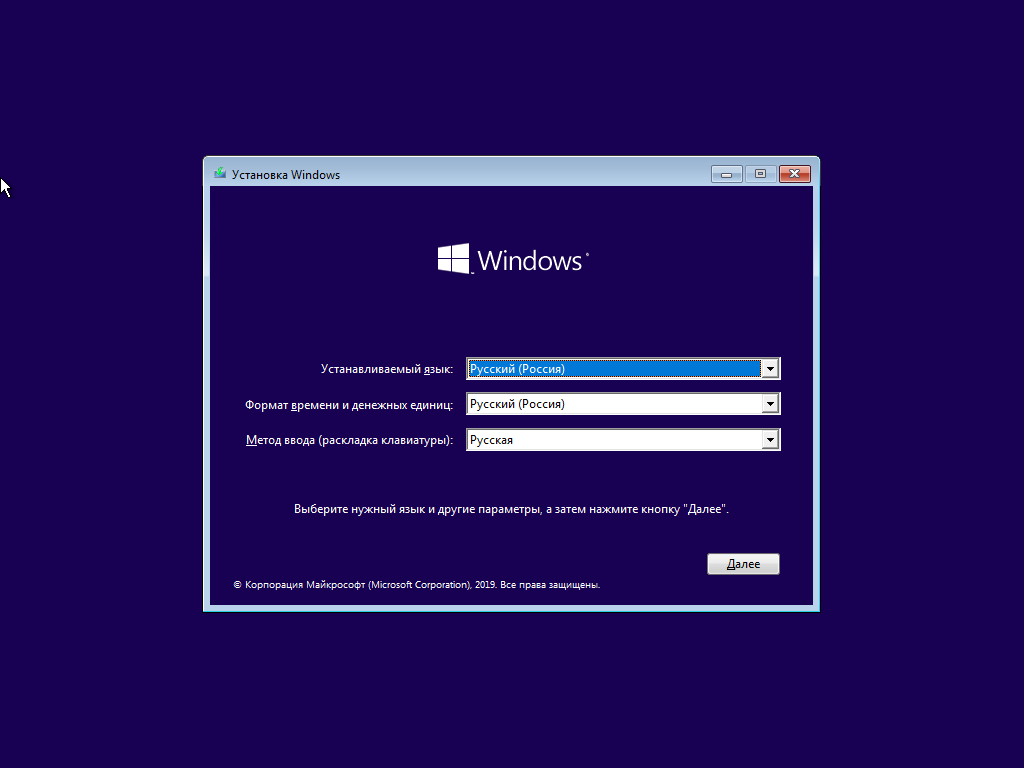 Установка Windows
Windows
Устанавливаемый язык: Русский (Россия)
Формат времени и денежных единиц: Русский (Россия)
Метод ввода (раскладка клавиатуры): Русская
Выберите нужный язык и другие параметры, а затем нажмите кнопку "Далее".
Далее
© Корпорация Майкрософт (Microsoft Corporation), 2019. Все права защищены.